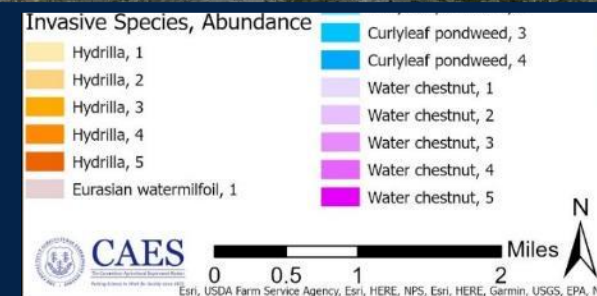 Invasive Species, Abundance
Hydrilla, 1
Hydrilla, 2
Hydrilla, 3
Hydrilla, 4
Hydrilla, 5
Eurasian watermilfoil, 1
Curlyleaf pondweed, 3
Curlyleaf pondweed, 4
Water chestnut, 1
Water chestnut, 2
Water chestnut, 3
Water chestnut, 4
Water chestnut, 5
N
CAES
Miles
0 0.5 1 2
Esri, USDA Farm Service Agency, Esri, HERE, NPS, Esri, HERE, Garmin, USGS, EPA, N